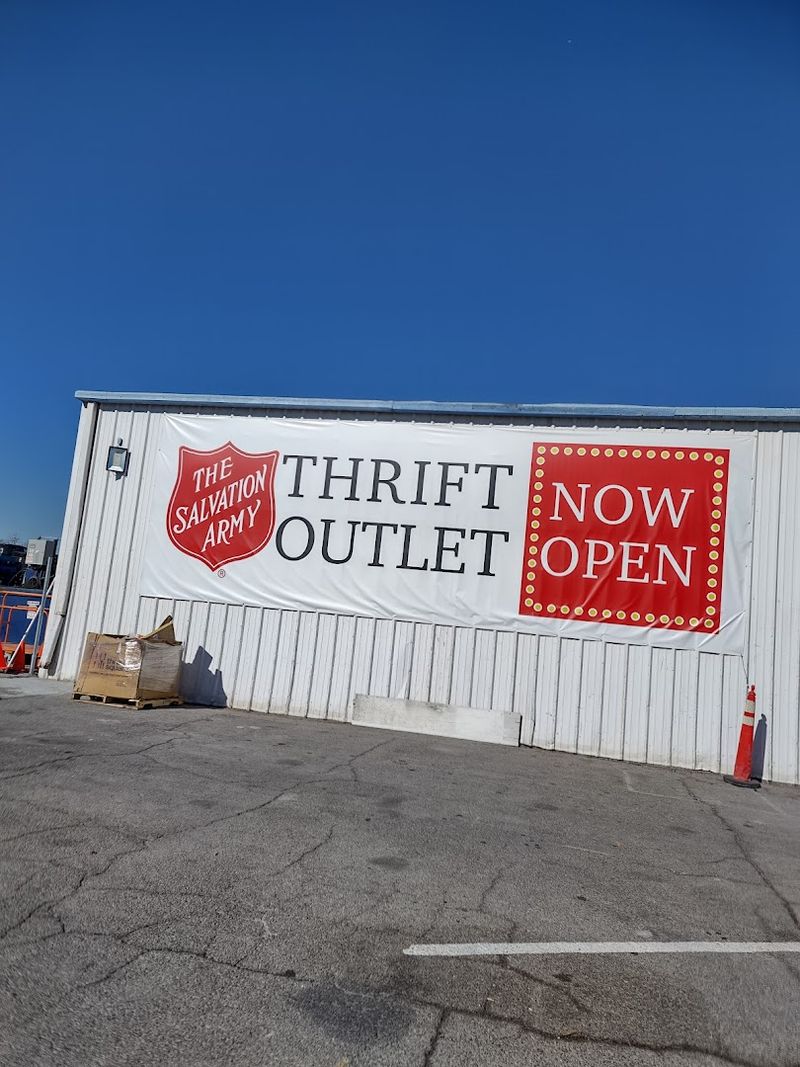 THE
SALVATION
ARMY
®
THRIFT
OUTLET
NOW
OPEN